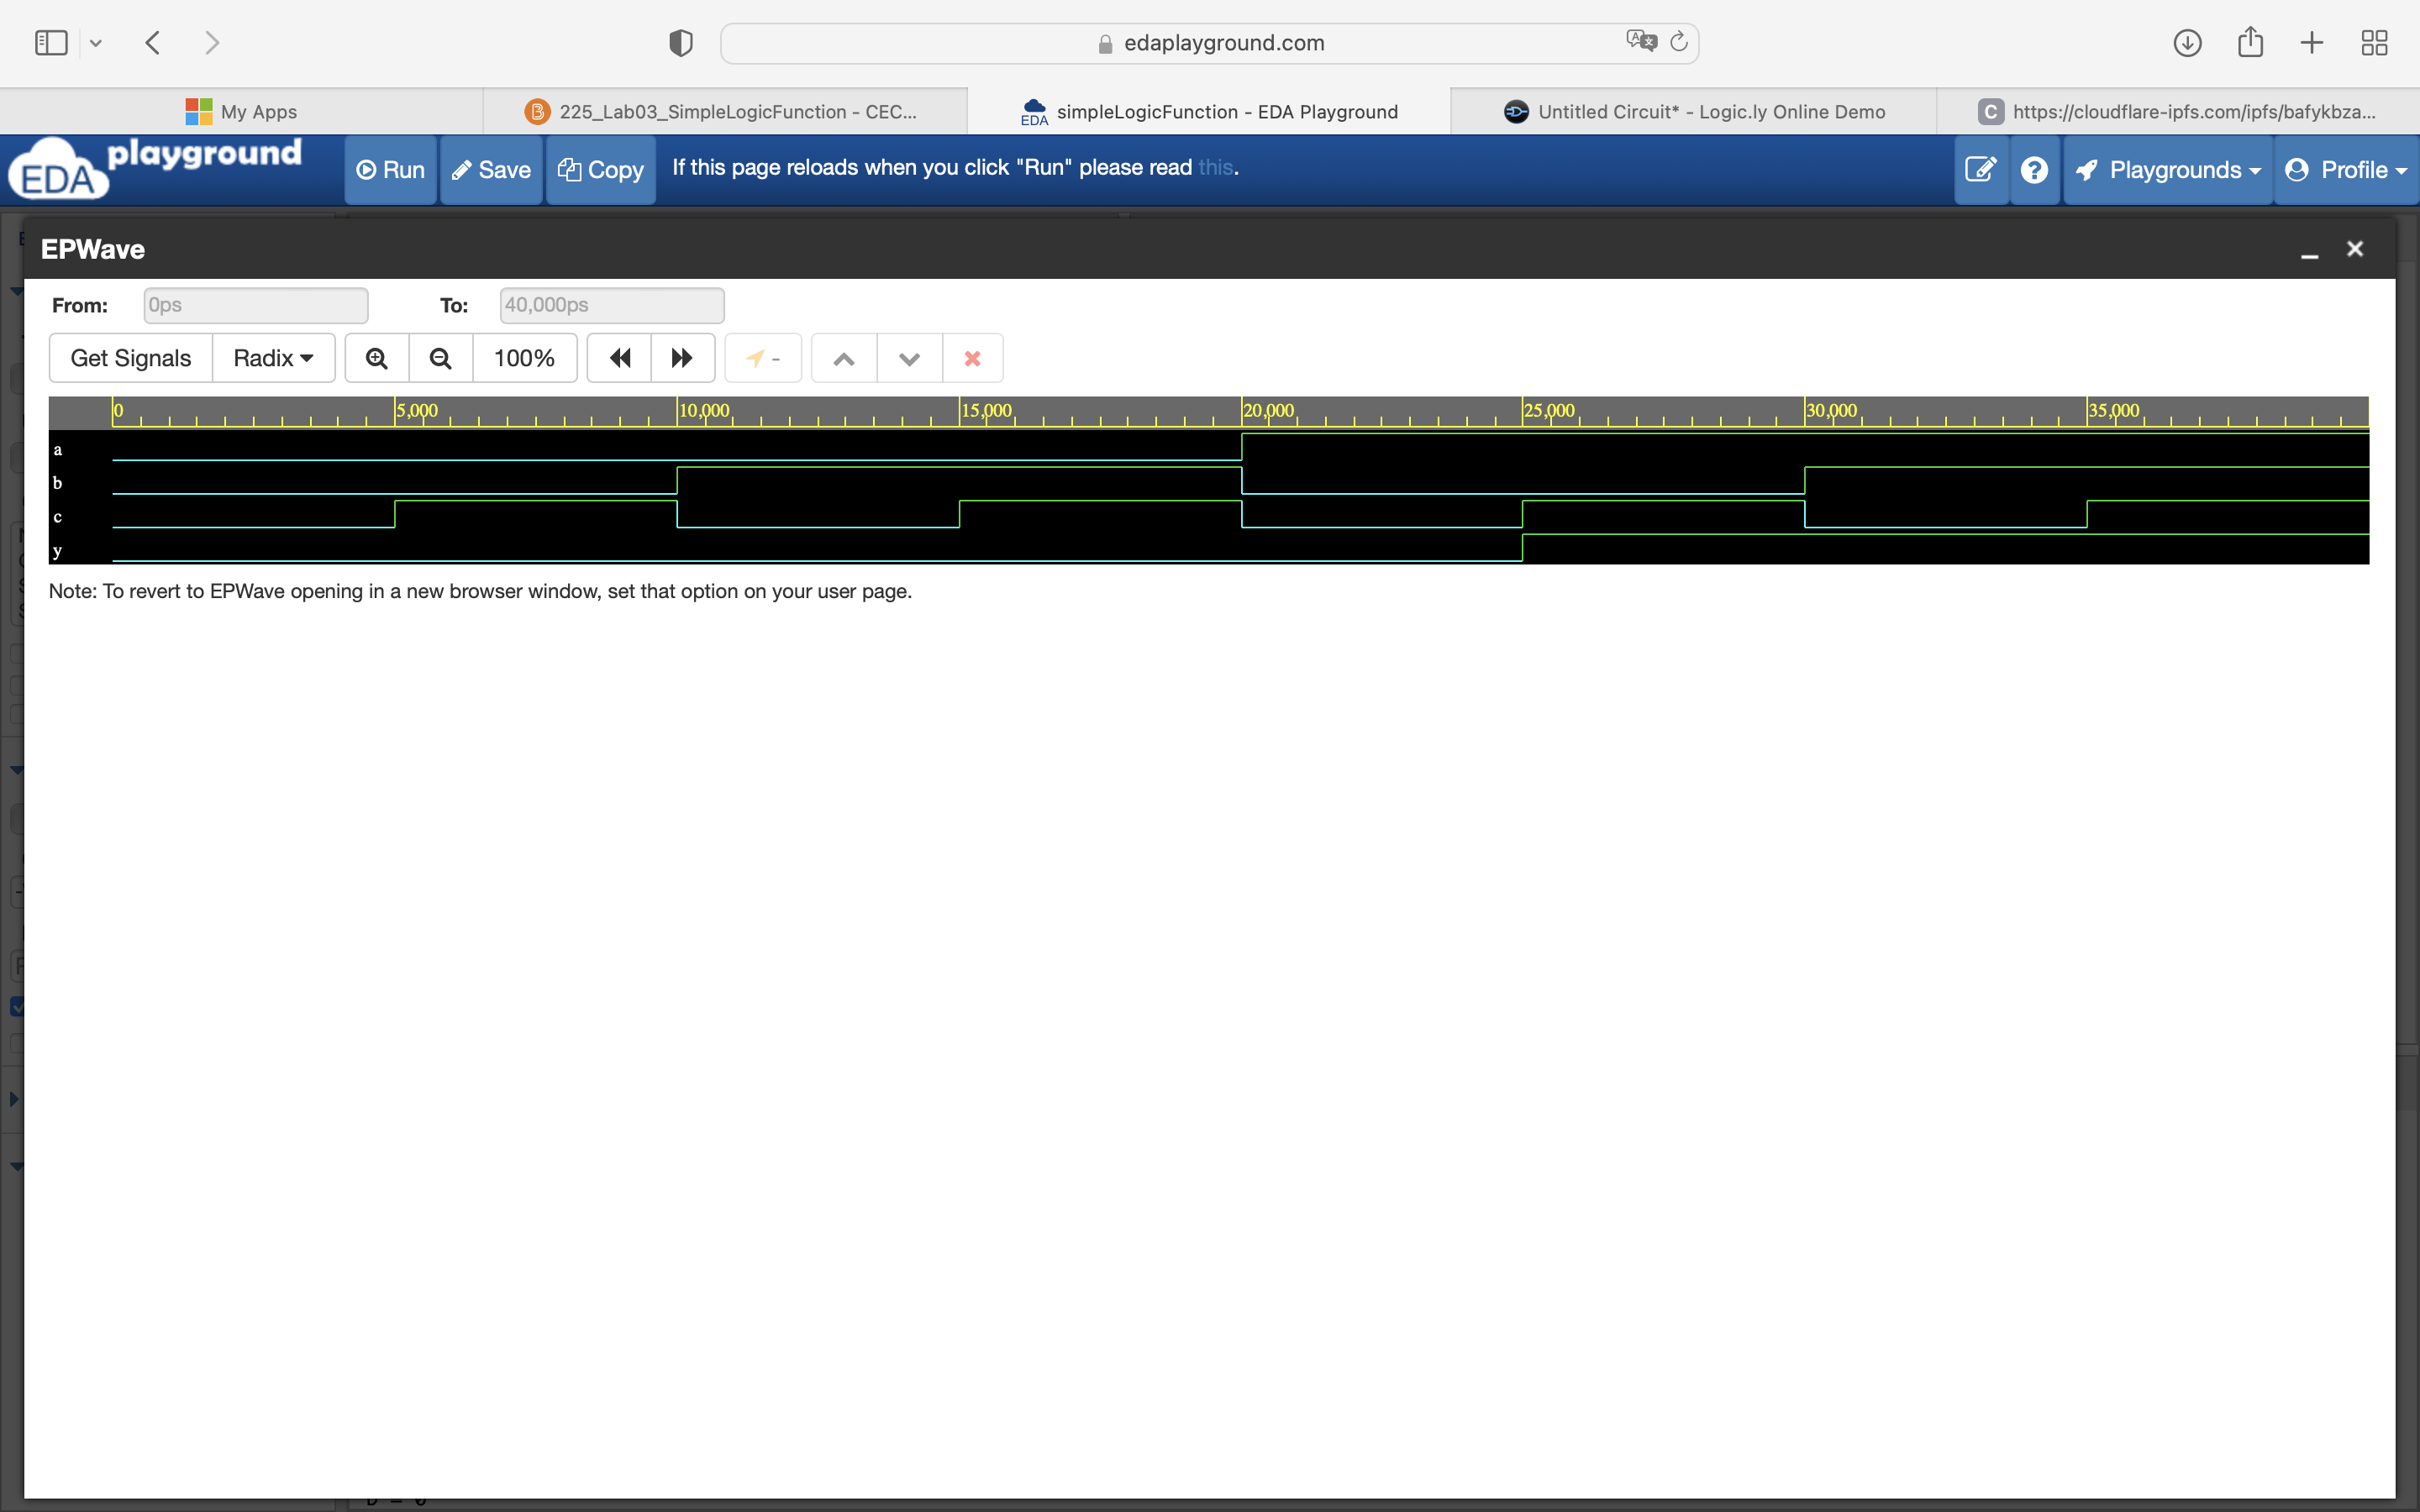 edaplayground.com
My Apps
225_Lab03_SimpleLogicFunction - CEC...
simpleLogicFunction - EDA Playground
Untitled Circuit* - Logic.ly Online Demo
https://cloudflare-ipfs.com/ipfs/bafykbza...
EDA playground
Run
Save
Copy
If this page reloads when you click "Run" please read this.
Playgrounds
Profile
EPWave
From: 0ps To: 40,000ps
Get Signals Radix 100% -
0 5,000 10,000 15,000 20,000 25,000 30,000 35,000
a
b
c
y
Note: To revert to EPWave opening in a new browser window, set that option on your user page.